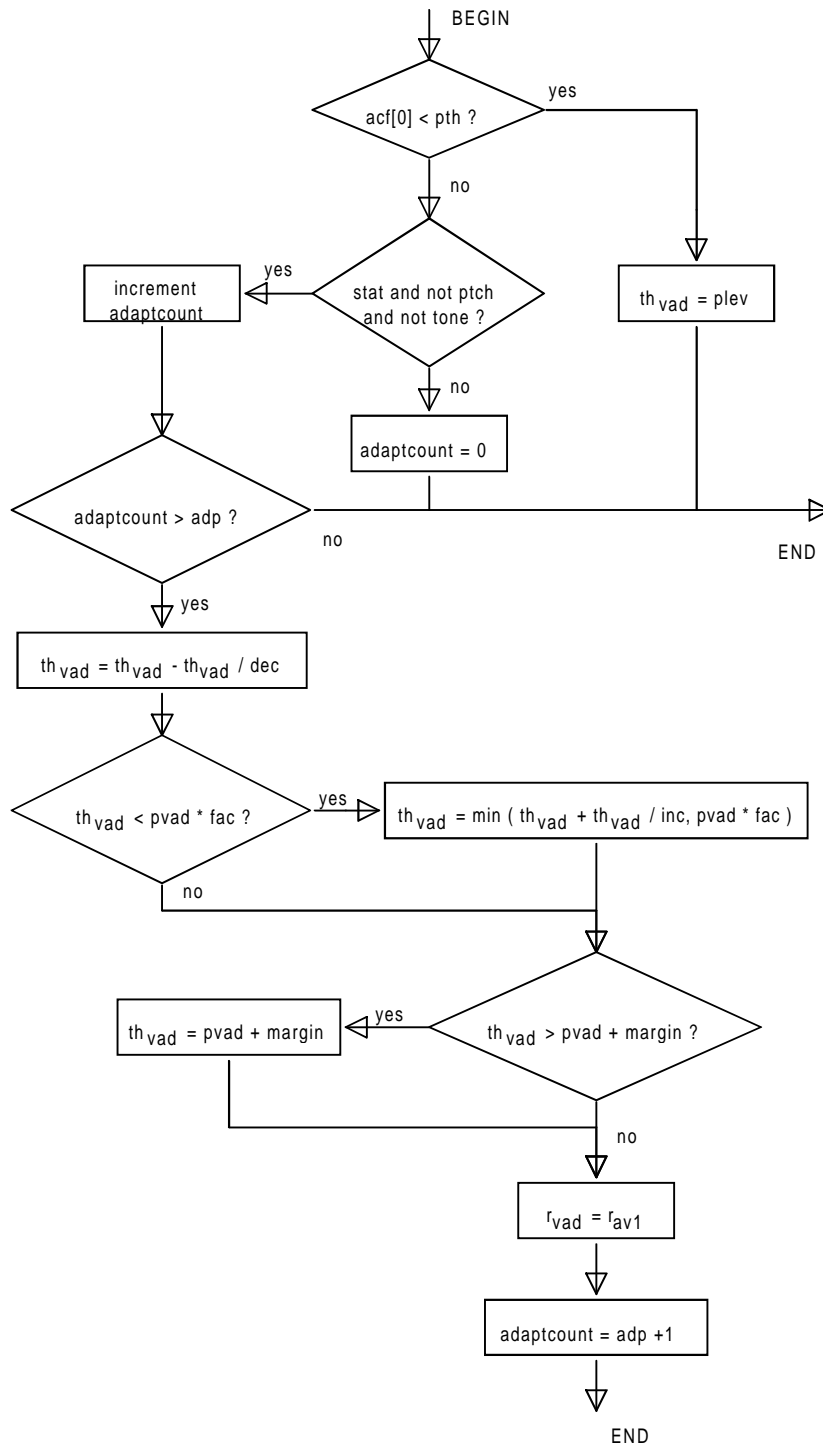 BEGIN
acf[0] < pth ?
yes
no
stat and not ptch
and not tone ?
yes
increment
adaptcount
th vad = plev
no
adaptcount = 0
adaptcount > adp ?
no
END
yes
th vad = th vad - th vad / dec
th vad < pvad * fac ?
yes
th vad = min ( th vad + th vad / inc, pvad * fac )
no
th vad > pvad + margin ?
yes
th vad = pvad + margin
no
r vad = r av1
adaptcount = adp +1
END